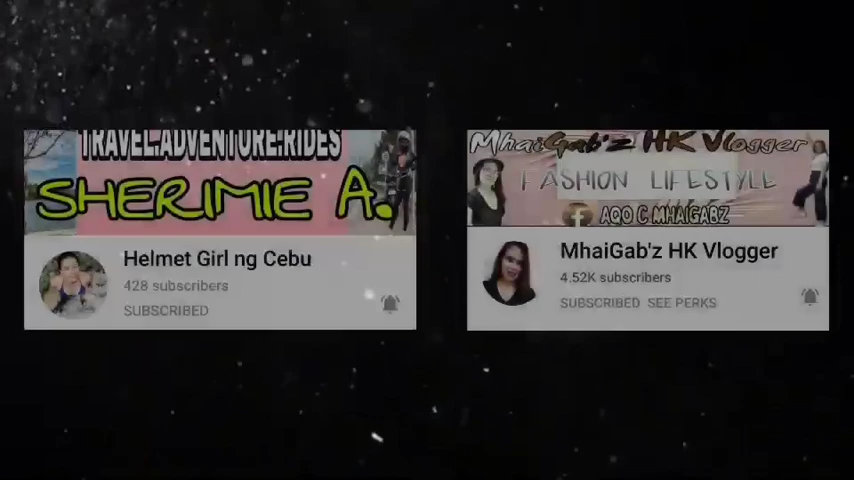 TRAVEL.ADVENTURE.RIDES
SHERIMIE A.
Helmet Girl ng Cebu
428 subscribers
SUBSCRIBED
MhaiGab'z HK Vlogger
FASHION LIFESTYLE
AQO C MHAIGABZ
MhaiGab'z HK Vlogger
4.52K subscribers
SUBSCRIBED SEE PERKS